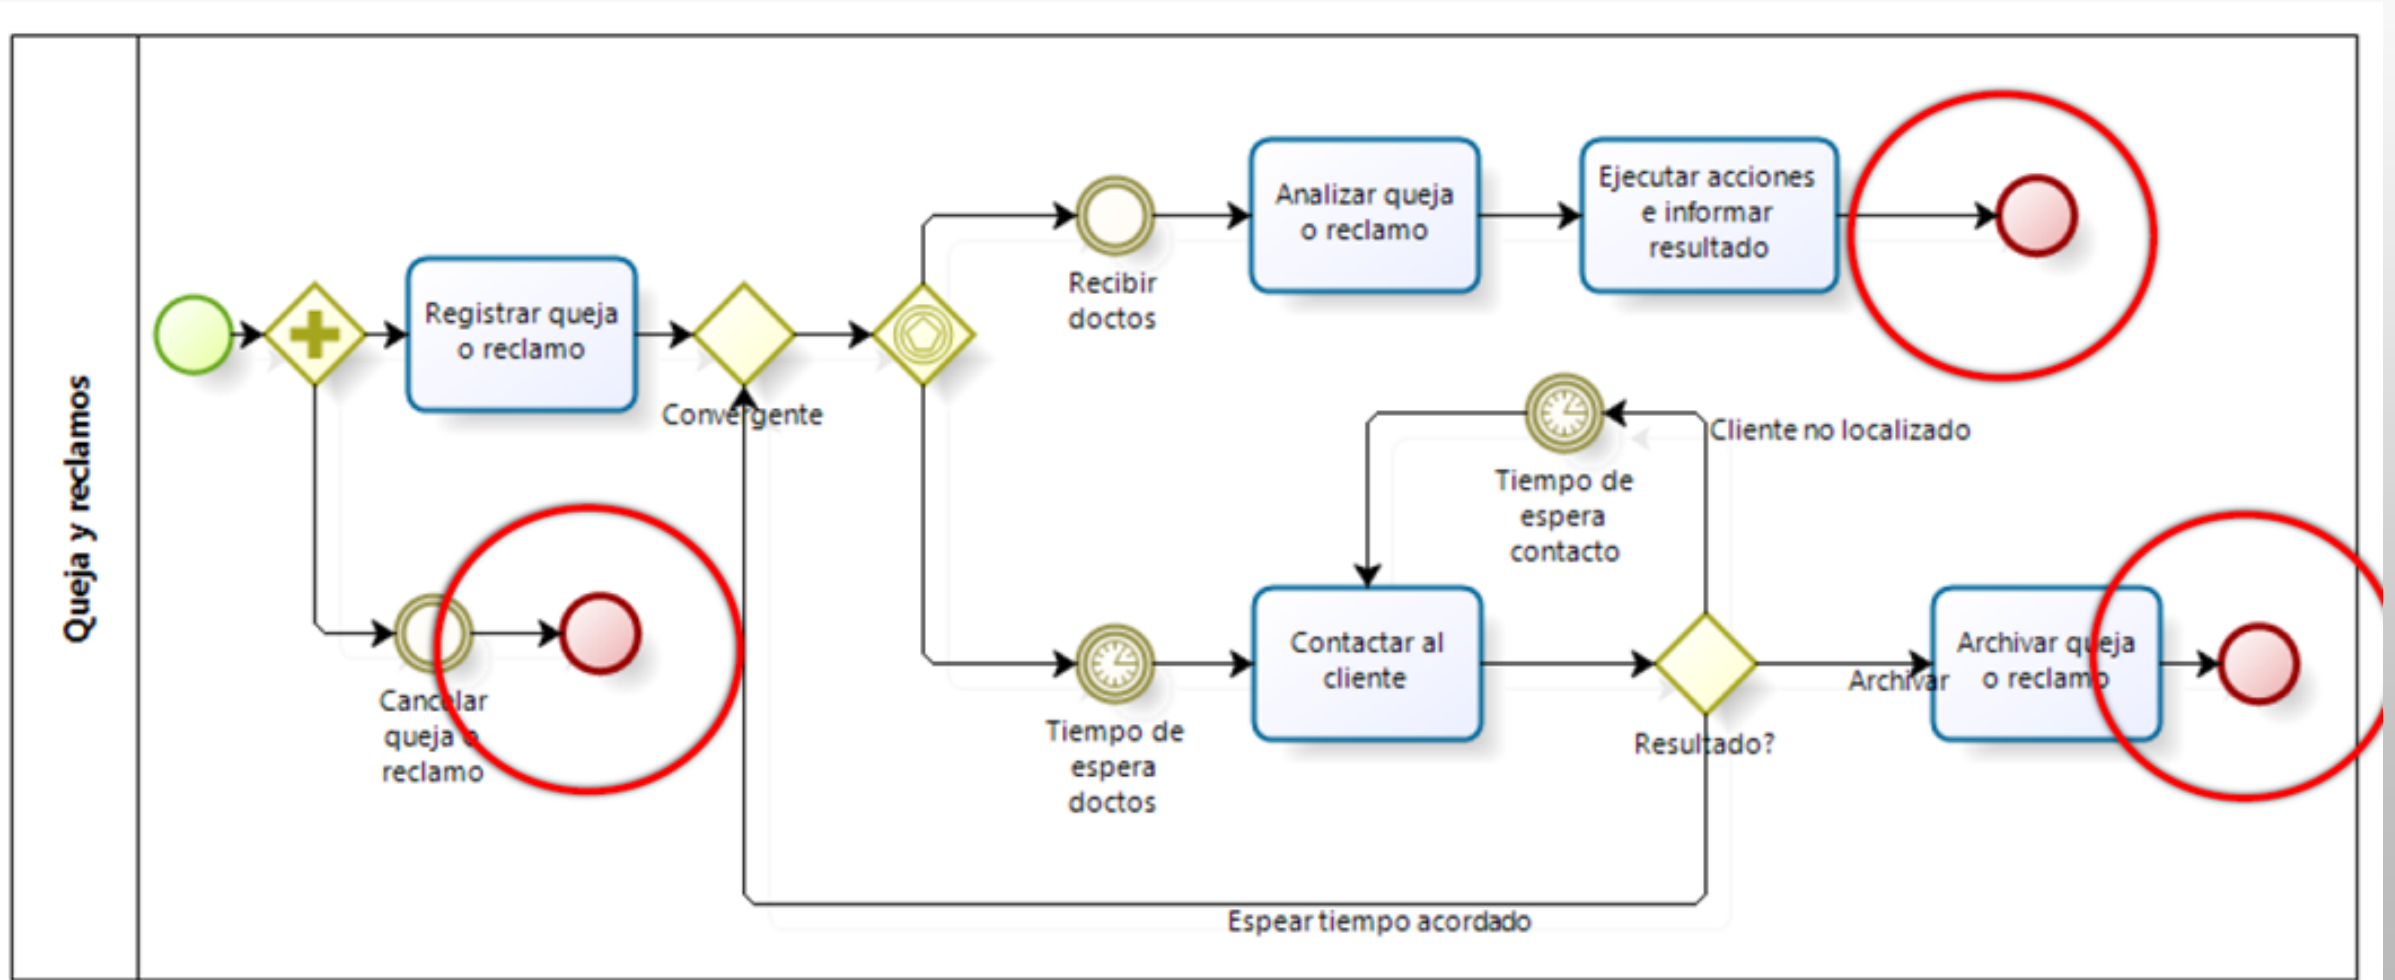 Queja y reclamos
Registrar queja
o reclamo
Convergente
Cancelar
queja o
reclamo
Recibir
doctos
Analizar queja
o reclamo
Ejecutar acciones
e informar
resultado
Cliente no localizado
Tiempo de
espera
contacto
Tiempo de
espera
doctos
Contactar al
cliente
Resultado?
Archivar
Archivar queja
o reclamo
Espear tiempo acordado